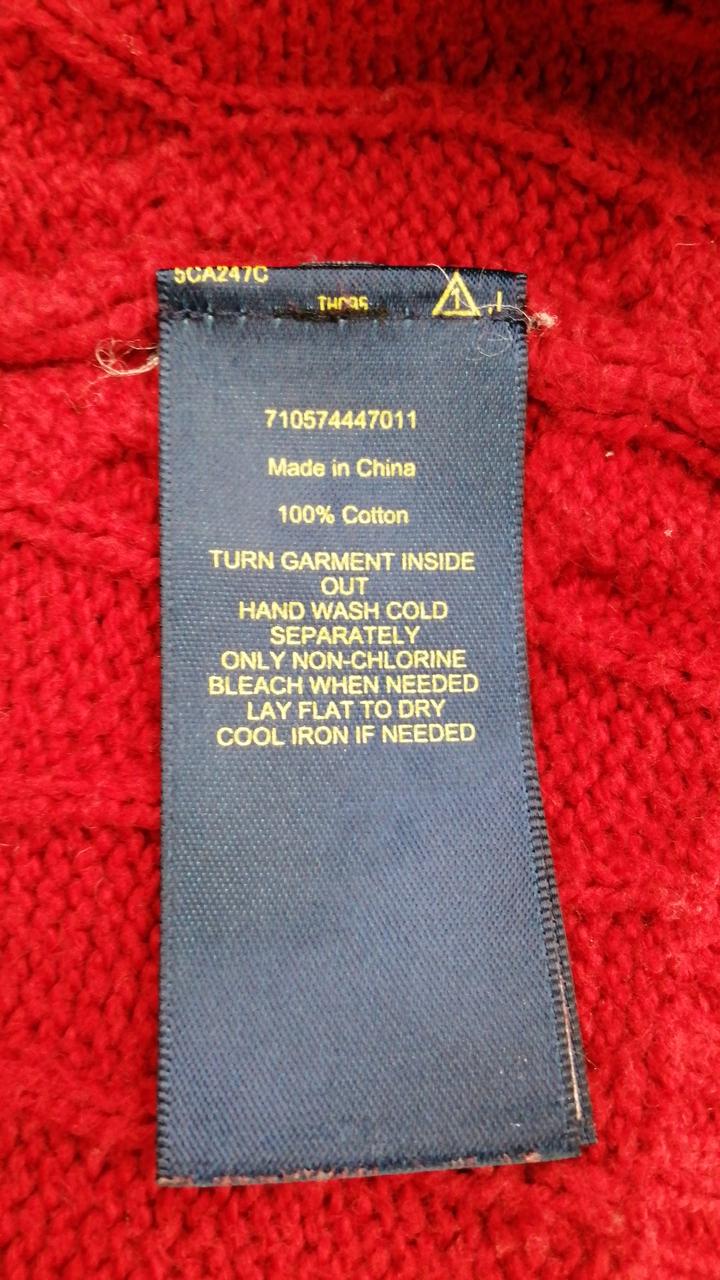 5CA247C
1
710574447011
Made in China
100% Cotton
TURN GARMENT INSIDE
OUT
HAND WASH COLD
SEPARATELY
ONLY NON-CHLORINE
BLEACH WHEN NEEDED
LAY FLAT TO DRY
COOL IRON IF NEEDED